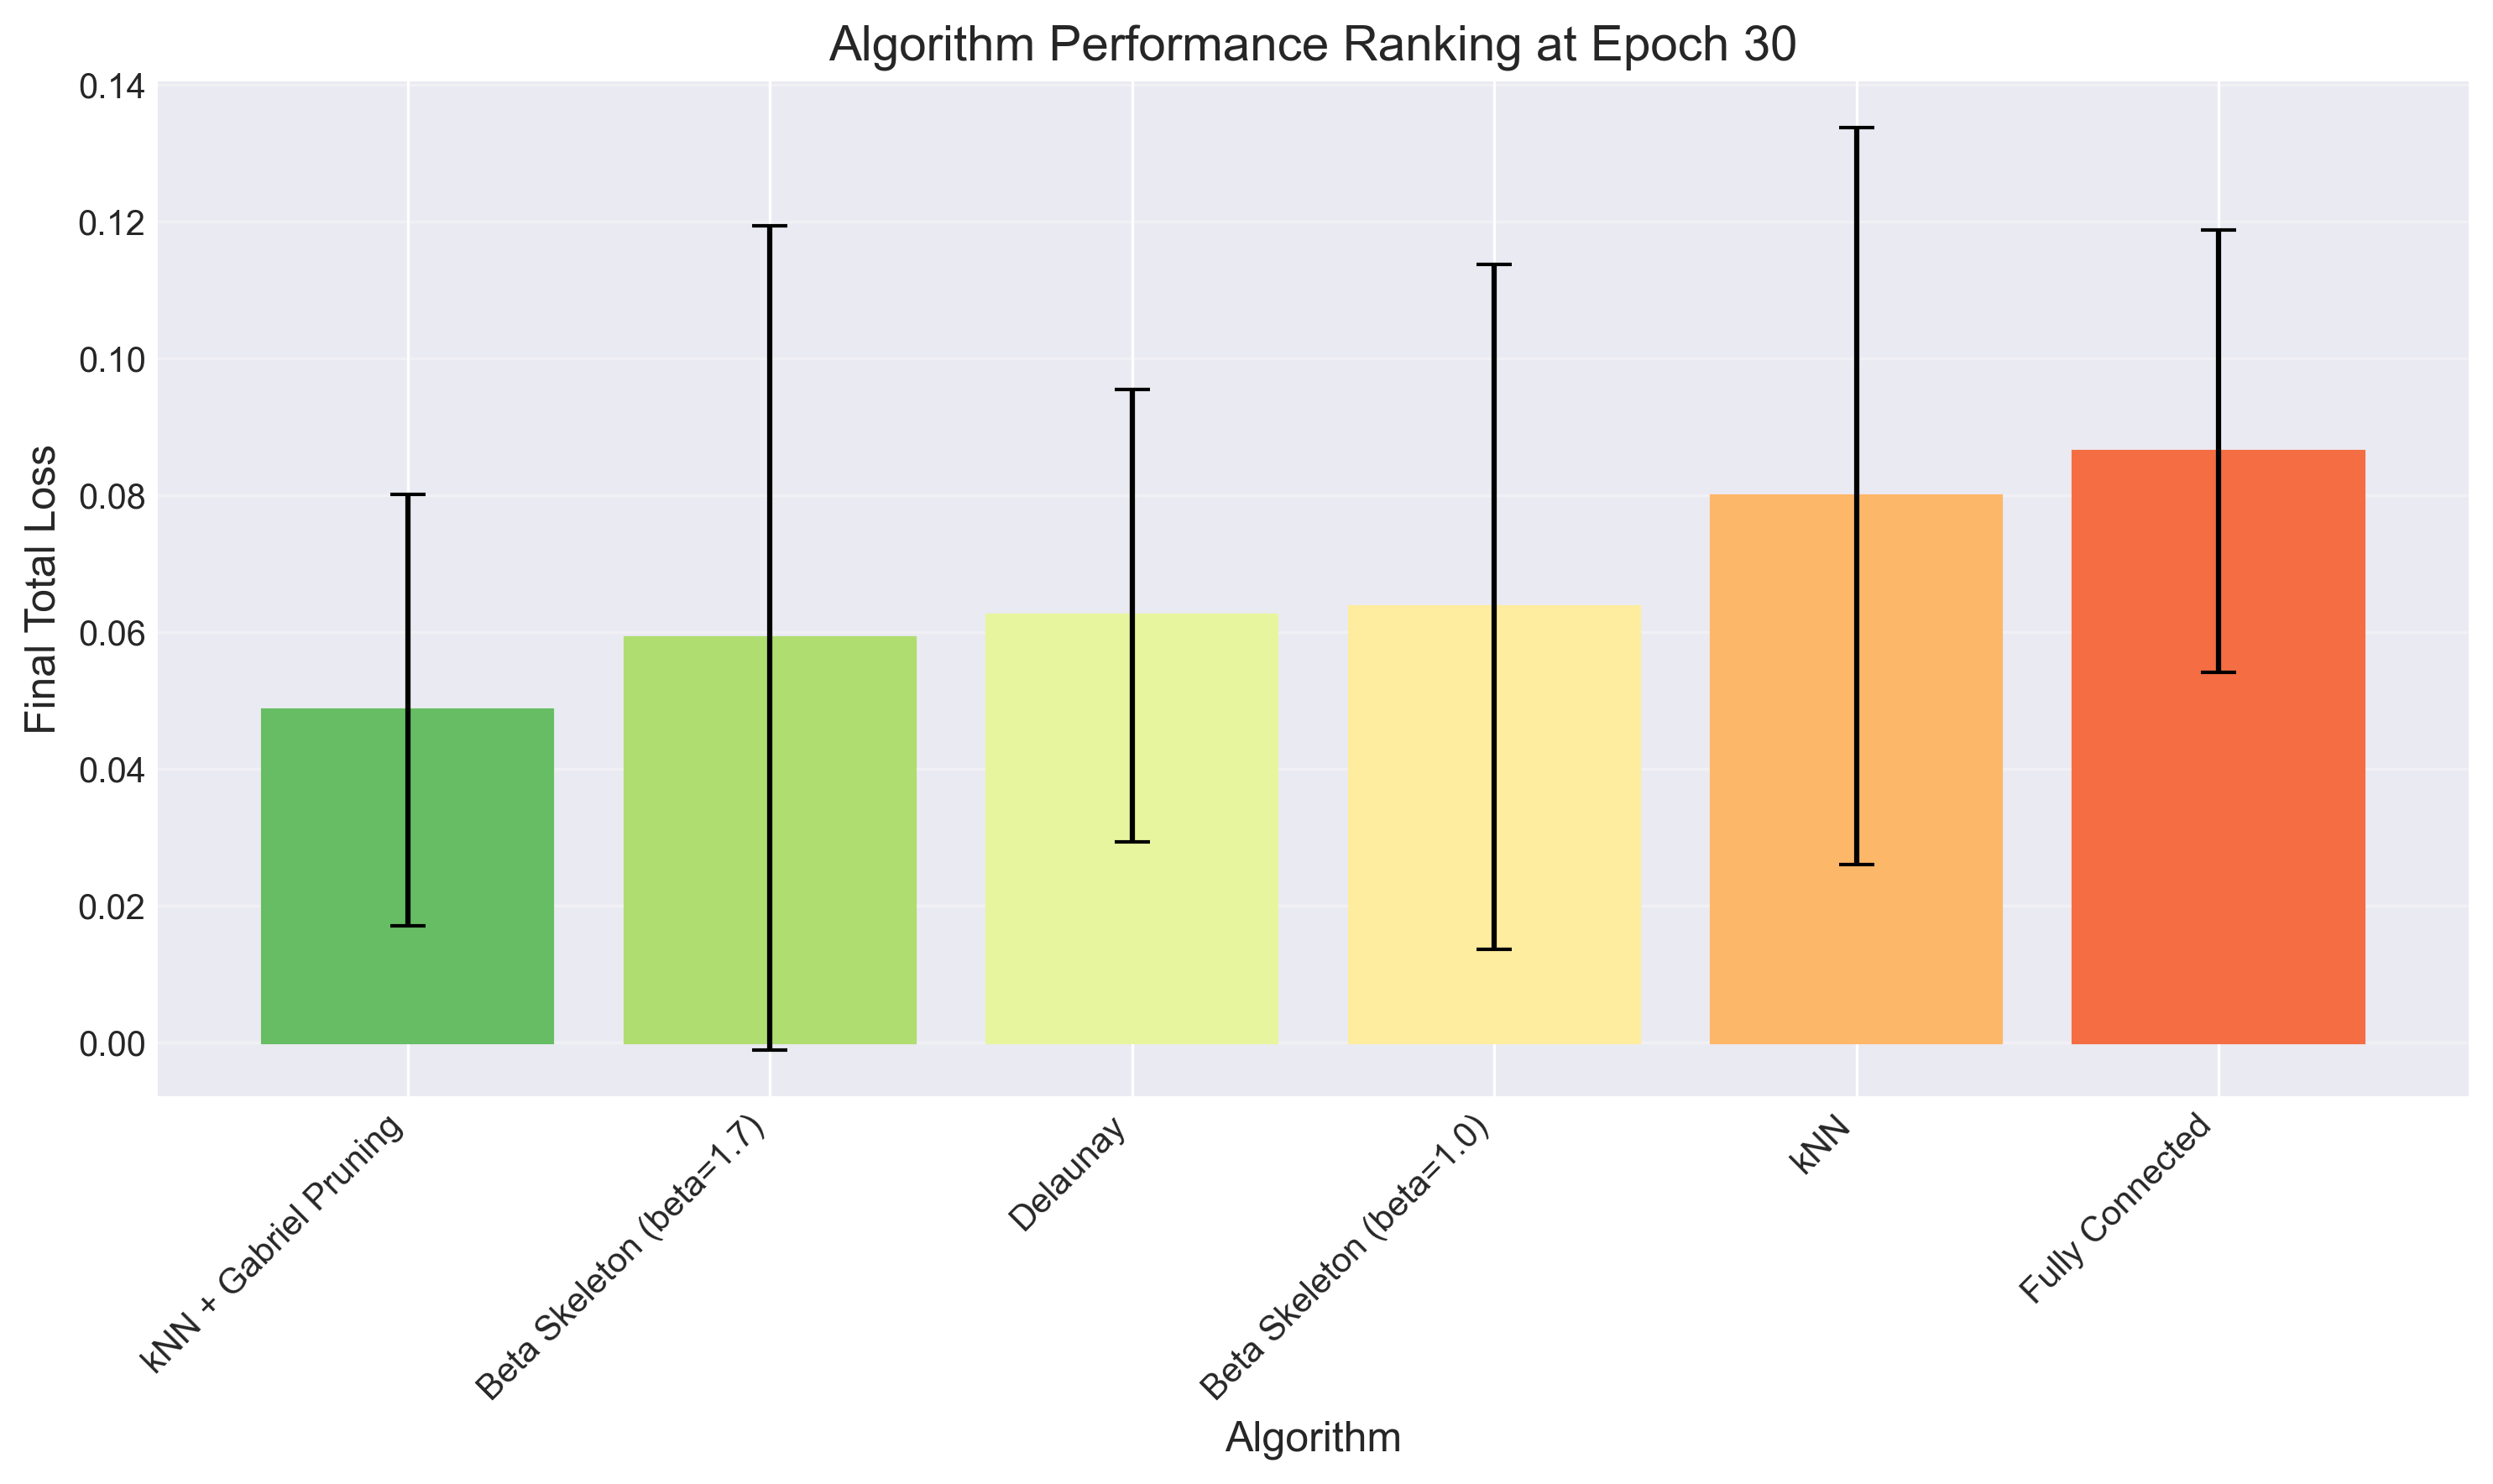 Algorithm Performance Ranking at Epoch 30
Final Total Loss
0.14
0.12
0.10
0.08
0.06
0.04
0.02
0.00
kNN + Gabriel Pruning
Beta Skeleton (beta=1.7)
Delaunay
Beta Skeleton (beta=1.0)
kNN
Fully Connected
Algorithm